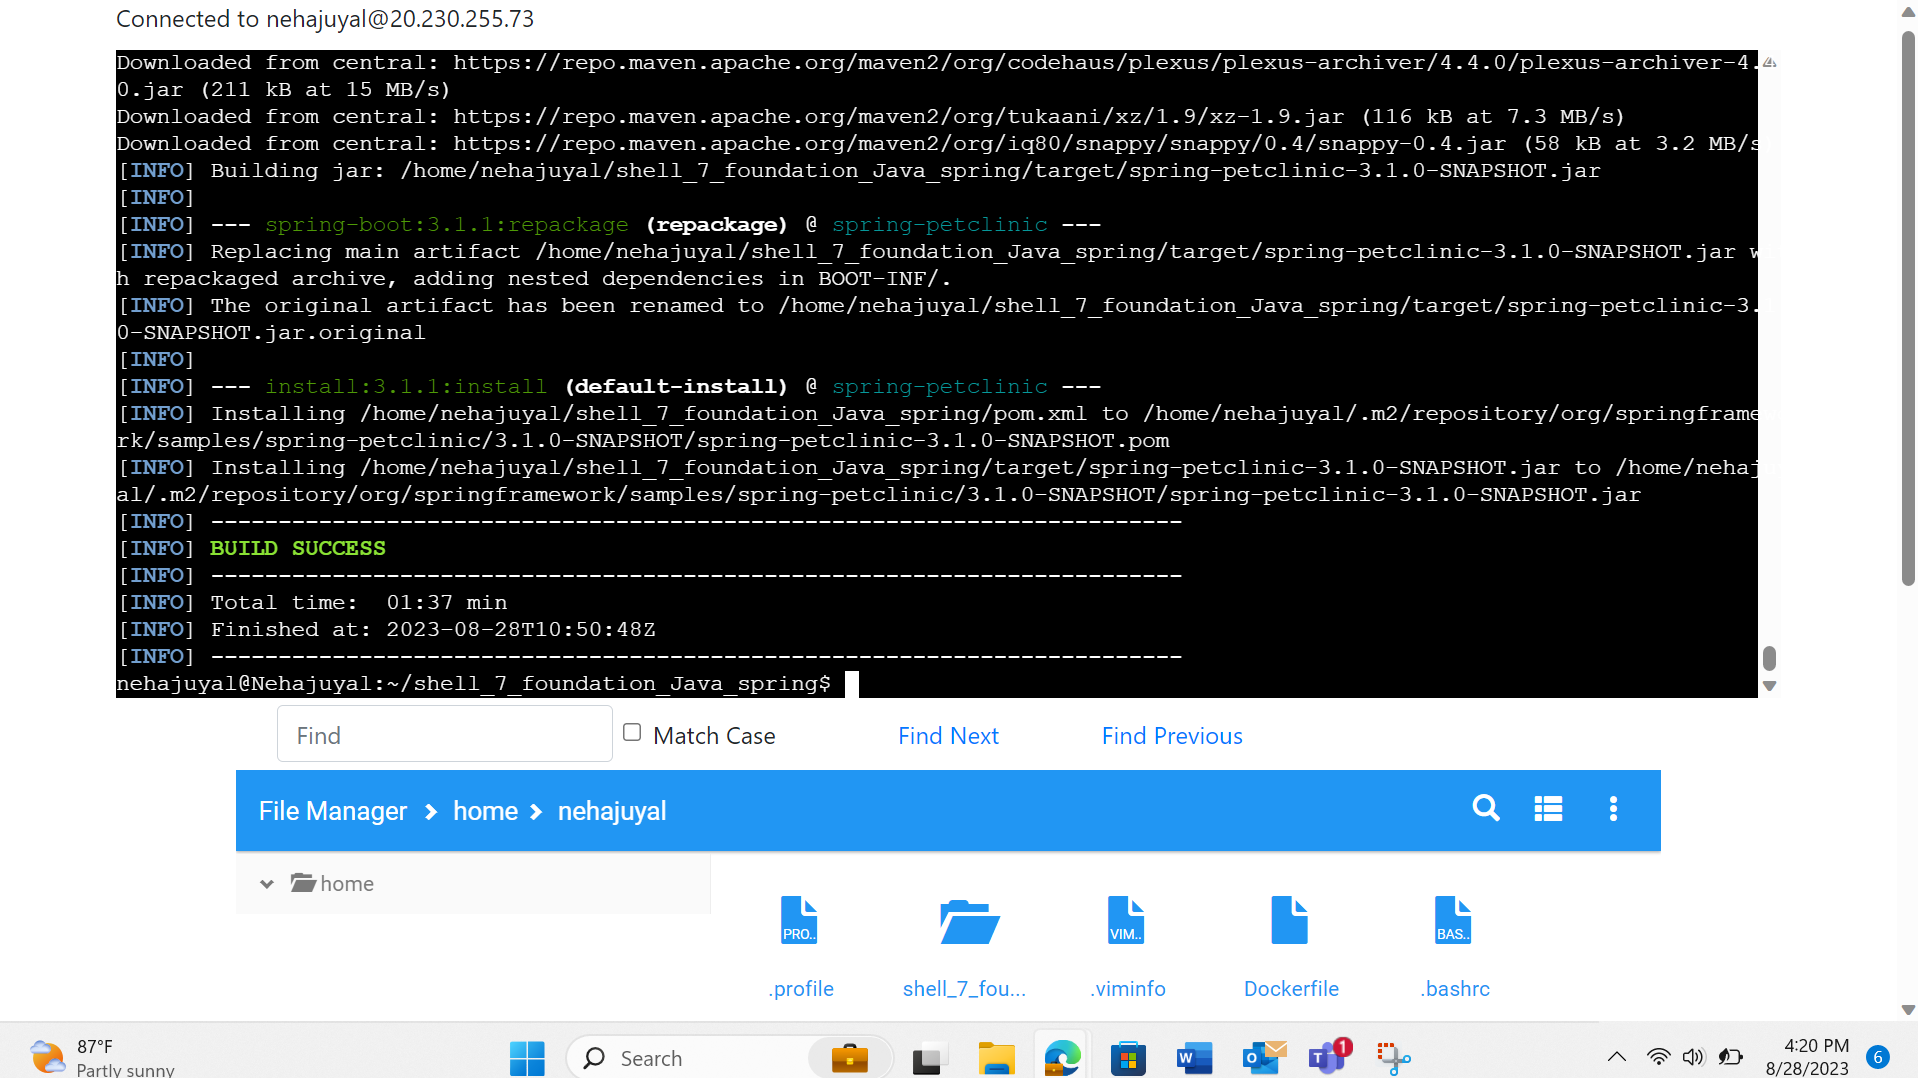 Connected to nehajuyal@20.230.255.73
Downloaded from central: https://repo.maven.apache.org/maven2/org/codehaus/plexus/plexus-archiver/4.4.0/plexus-archiver-4.4
0.jar (211 kB at 15 MB/s)
Downloaded from central: https://repo.maven.apache.org/maven2/org/tukaani/xz/1.9/xz-1.9.jar (116 kB at 7.3 MB/s)
Downloaded from central: https://repo.maven.apache.org/maven2/org/iq80/snappy/snappy/0.4/snappy-0.4.jar (58 kB at 3.2 MB/s
[INFO] Building jar: /home/nehajuyal/shell_7_foundation_Java_spring/target/spring-petclinic-3.1.0-SNAPSHOT.jar
[INFO]
[INFO] --- spring-boot:3.1.1:repackage (repackage) @ spring-petclinic ---
[INFO] Replacing main artifact /home/nehajuyal/shell_7_foundation_Java_spring/target/spring-petclinic-3.1.0-SNAPSHOT.jar wit
h repackaged archive, adding nested dependencies in BOOT-INF/.
[INFO] The original artifact has been renamed to /home/nehajuyal/shell_7_foundation_Java_spring/target/spring-petclinic-3.1.
0-SNAPSHOT.jar.original
[INFO]
[INFO] --- install:3.1.1:install (default-install) @ spring-petclinic ---
[INFO] Installing /home/nehajuyal/shell_7_foundation_Java_spring/pom.xml to /home/nehajuyal/.m2/repository/org/springframewo
rk/samples/spring-petclinic/3.1.0-SNAPSHOT/spring-petclinic-3.1.0-SNAPSHOT.pom
[INFO] Installing /home/nehajuyal/shell_7_foundation_Java_spring/target/spring-petclinic-3.1.0-SNAPSHOT.jar to /home/nehajuy
al/.m2/repository/org/springframework/samples/spring-petclinic/3.1.0-SNAPSHOT/spring-petclinic-3.1.0-SNAPSHOT.jar
[INFO] ------------------------------------------------------------------------
[INFO] BUILD SUCCESS
[INFO] ------------------------------------------------------------------------
[INFO] Total time:  01:37 min
[INFO] Finished at: 2023-08-28T10:50:48Z
[INFO] ------------------------------------------------------------------------
nehajuyal@Nehajuyal:~/shell_7_foundation_Java_spring$
Find Match Case Find Next Find Previous
File Manager home nehajuyal
home
PRO.. VIM.. BAS..
.profile shell_7_fou... .viminfo Dockerfile .bashrc
87°F
Partly sunny
Search
1
4:20 PM
8/28/2023
6